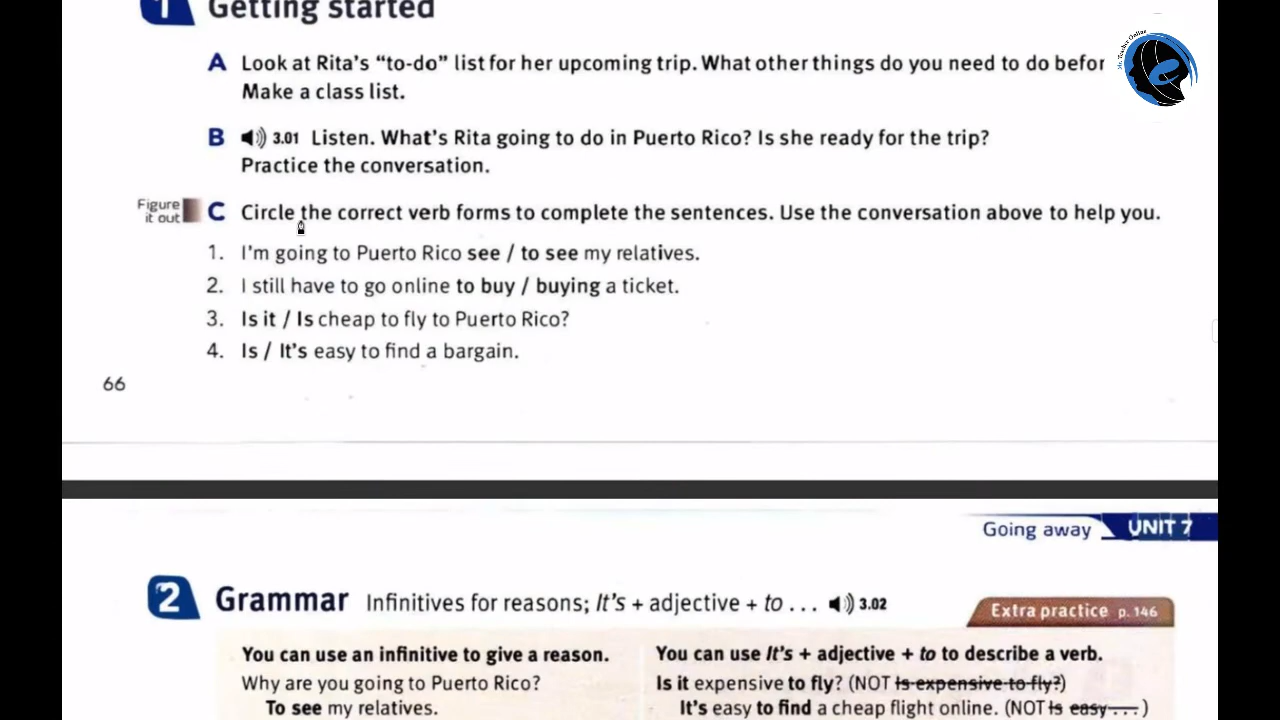 1 Getting started
A Look at Rita's "to-do" list for her upcoming trip. What other things do you need to do befor
Make a class list.
B 3.01 Listen. What's Rita going to do in Puerto Rico? Is she ready for the trip?
Practice the conversation.
Figure it out C Circle the correct verb forms to complete the sentences. Use the conversation above to help you.
1. I'm going to Puerto Rico see / to see my relatives.
2. I still have to go online to buy / buying a ticket.
3. Is it / Is cheap to fly to Puerto Rico?
4. Is / It's easy to find a bargain.
66
Going away UNIT 7
2 Grammar Infinitives for reasons; It's + adjective + to ... 3.02
Extra practice p. 146
You can use an infinitive to give a reason.
Why are you going to Puerto Rico?
To see my relatives.
You can use It's + adjective + to to describe a verb.
Is it expensive to fly? (NOT Is expensive to fly?)
It's easy to find a cheap flight online. (NOT Is easy ... )